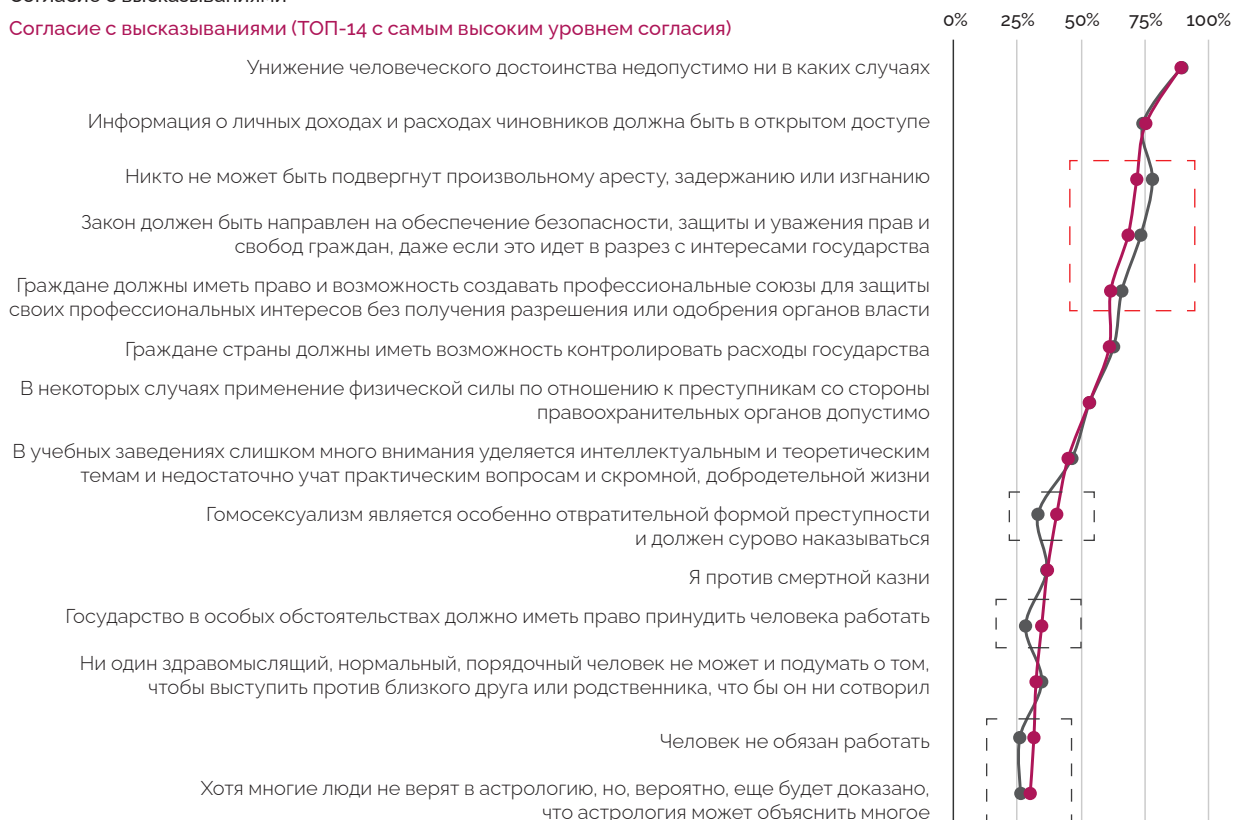 Согласие с высказываниями
Согласие с высказываниями (ТОП-14 с самым высоким уровнем согласия)
0% 25% 50% 75% 100%
Унижение человеческого достоинства недопустимо ни в каких случаях
Информация о личных доходах и расходах чиновников должна быть в открытом доступе
Никто не может быть подвергнут произвольному аресту, задержанию или изгнанию
Закон должен быть направлен на обеспечение безопасности, защиты и уважения прав и
свобод граждан, даже если это идет в разрез с интересами государства
Граждане должны иметь право и возможность создавать профессиональные союзы для защиты
своих профессиональных интересов без получения разрешения или одобрения органов власти
Граждане страны должны иметь возможность контролировать расходы государства
В некоторых случаях применение физической силы по отношению к преступникам со стороны
правоохранительных органов допустимо
В учебных заведениях слишком много внимания уделяется интеллектуальным и теоретическим
темам и недостаточно учат практическим вопросам и скромной, добродетельной жизни
Гомосексуализм является особенно отвратительной формой преступности
и должен сурово наказываться
Я против смертной казни
Государство в особых обстоятельствах должно иметь право принудить человека работать
Ни один здравомыслящий, нормальный, порядочный человек не может и подумать о том,
чтобы выступить против близкого друга или родственника, что бы он ни сотворил
Человек не обязан работать
Хотя многие люди не верят в астрологию, но, вероятно, еще будет доказано,
что астрология может объяснить многое